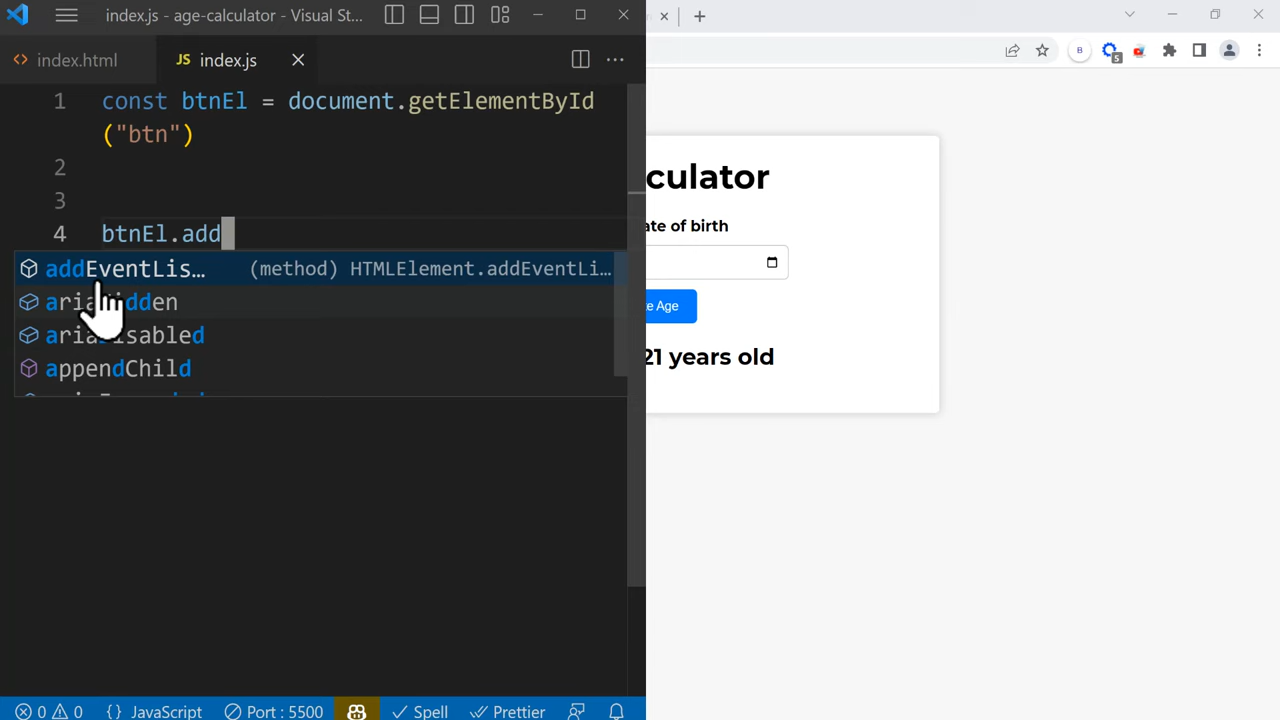 index.js - age-calculator - Visual St...
index.html
JS index.js
1 const btnEl = document.getElementById
("btn")
2
3
4 btnEl.add
addEventLis... (method) HTMLElement.addEventLi...
appendChild
0 0 {} JavaScript Port : 5500 Spell Prettier
B
5
culator
ate of birth
e Age
21 years old